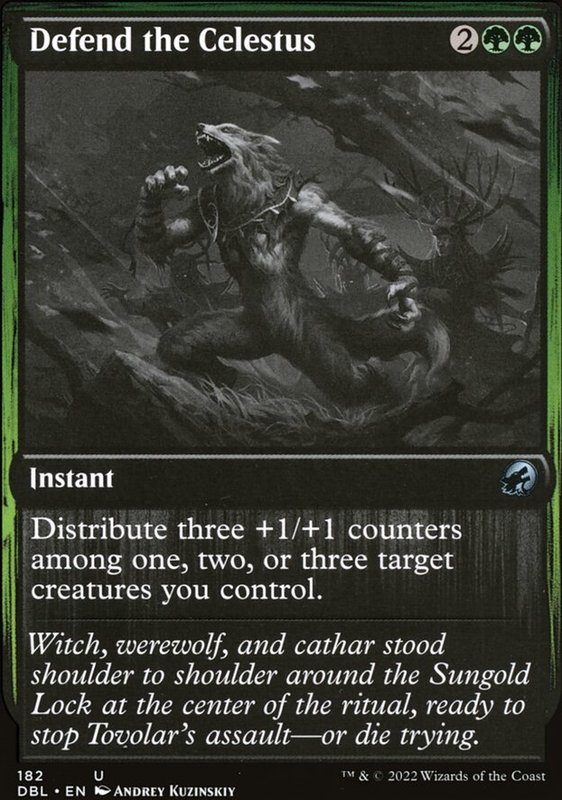 Defend the Celestus 2
Instant
Distribute three +1/+1 counters
among one, two, or three target
creatures you control.
Witch, werewolf, and cathar stood
shoulder to shoulder around the Sungold
Lock at the center of the ritual, ready to
stop Tovolar's assault—or die trying.
182 U
DBL • EN Andrey Kuzinskiy
™ & © 2022 Wizards of the Coast